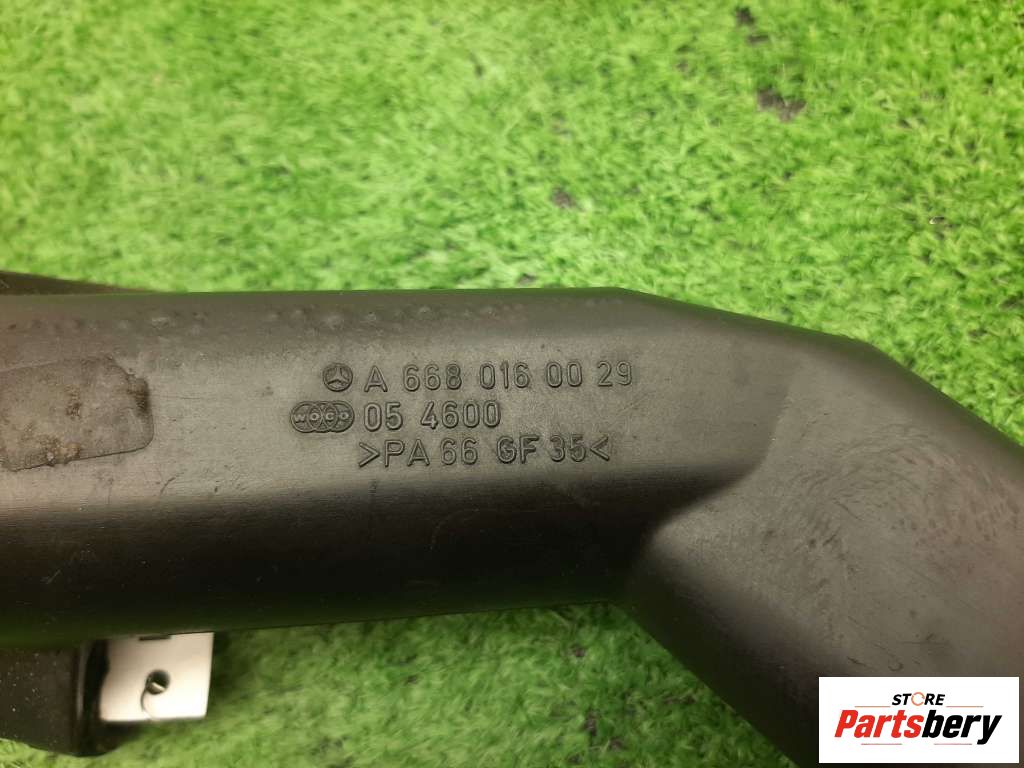 A 668 016 00 29
WOCO 05 4600
>PA 66 GF 35<
STORE
Partsbery